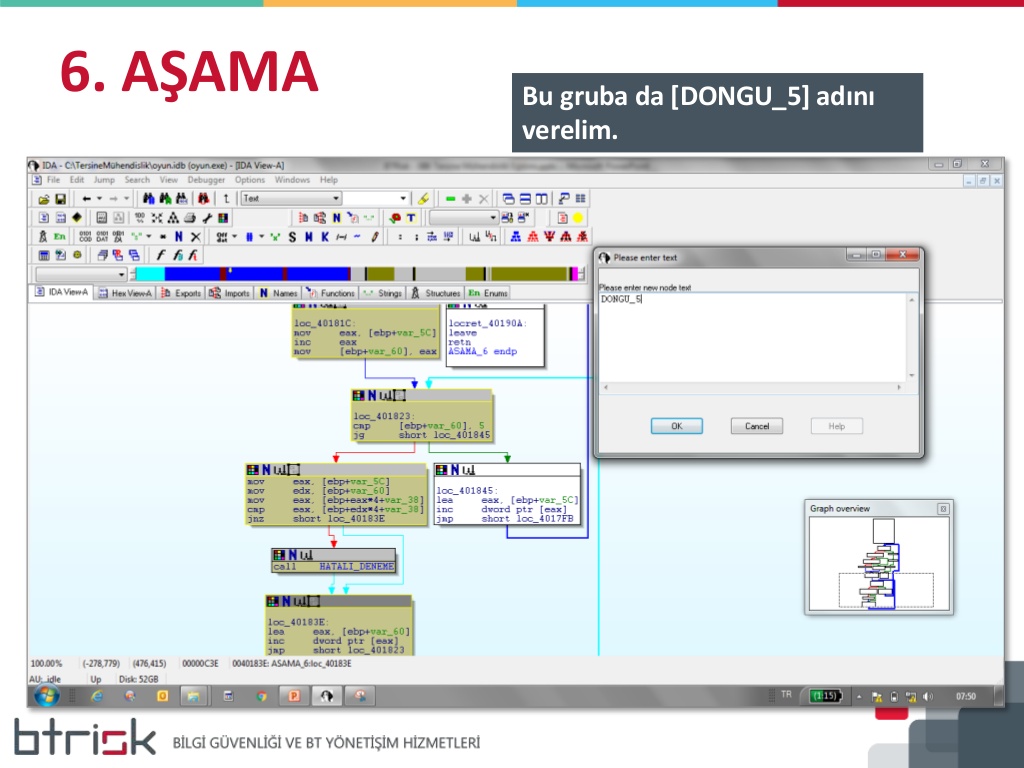 6. AŞAMA
Bu gruba da [DONGU_5] adını
verelim.
IDA - C:\TersineMühendislik\oyun.idb (oyun.exe) - [IDA View-A]
File Edit Jump Search View Debugger Options Windows Help
Text
IDA View-A Hex View-A Exports Imports Names Functions Strings Structures Enums
loc_40181C:
mov eax, [ebp+var_5C]
inc eax
mov [ebp+var_60], eax
locret_40190A:
leave
retn
ASAMA_6 endp
loc_401823:
cmp [ebp+var_60], 5
jg short loc_401845
mov eax, [ebp+var_5C]
mov edx, [ebp+var_60]
mov eax, [ebp+eax*4+var_38]
cmp eax, [ebp+edx*4+var_38]
jnz short loc_40183E
loc_401845:
lea eax, [ebp+var_5C]
inc dword ptr [eax]
jmp short loc_4017FB
call HATALI_DENEME
loc_40183E:
lea eax, [ebp+var_60]
inc dword ptr [eax]
jmp short loc_401823
Please enter text
Please enter new node text
DONGU_5
OK Cancel Help
Graph overview
100.00% (-278,779) (476,415) 00000C3E 0040183E: ASAMA_6:loc_40183E
AU: idle Up Disk: 52GB
TR (1:15) 07:50
btrisk BİLGİ GÜVENLİĞİ VE BT YÖNETİŞİM HİZMETLERİ